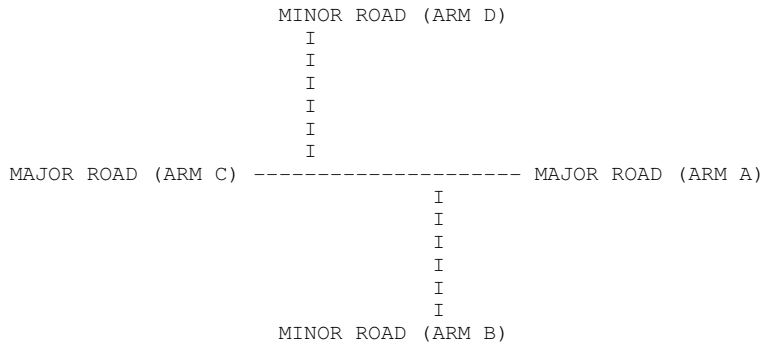 MINOR ROAD (ARM D)
I
I
I
I
I
I
MAJOR ROAD (ARM C) --------------------- MAJOR ROAD (ARM A)
I
I
I
I
I
I
MINOR ROAD (ARM B)